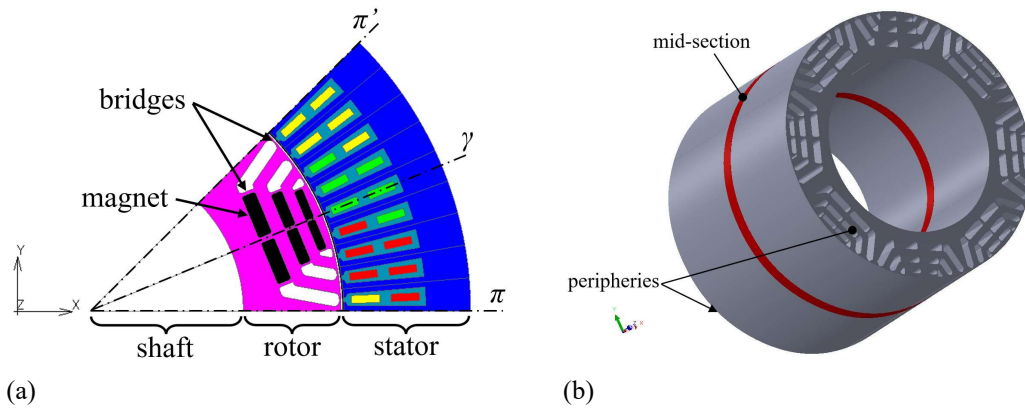 π'
bridges
γ
magnet
Y
Z
X
π
shaft
rotor
stator
(a)
mid-section
peripheries
(b)